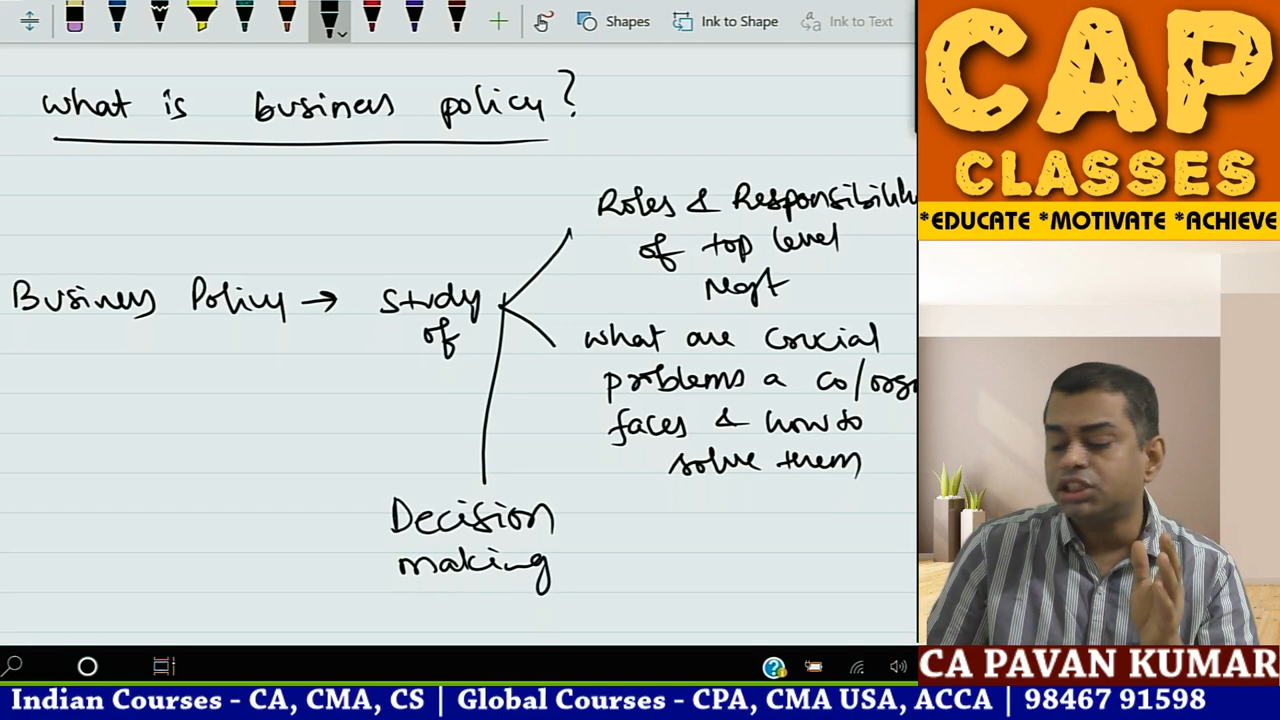 Shapes
Ink to Shape
Ink to Text
what is business policy?
Business Policy → Study of
Roles & Responsibili
of top level
mgt
what are crucial
problems a co/orgn
faces & how to
solve them
Decision
making
CAP
CLASSES
*EDUCATE *MOTIVATE *ACHIEVE
CA PAVAN KUMAR
Indian Courses - CA, CMA, CS | Global Courses - CPA, CMA USA, ACCA | 98467 91598